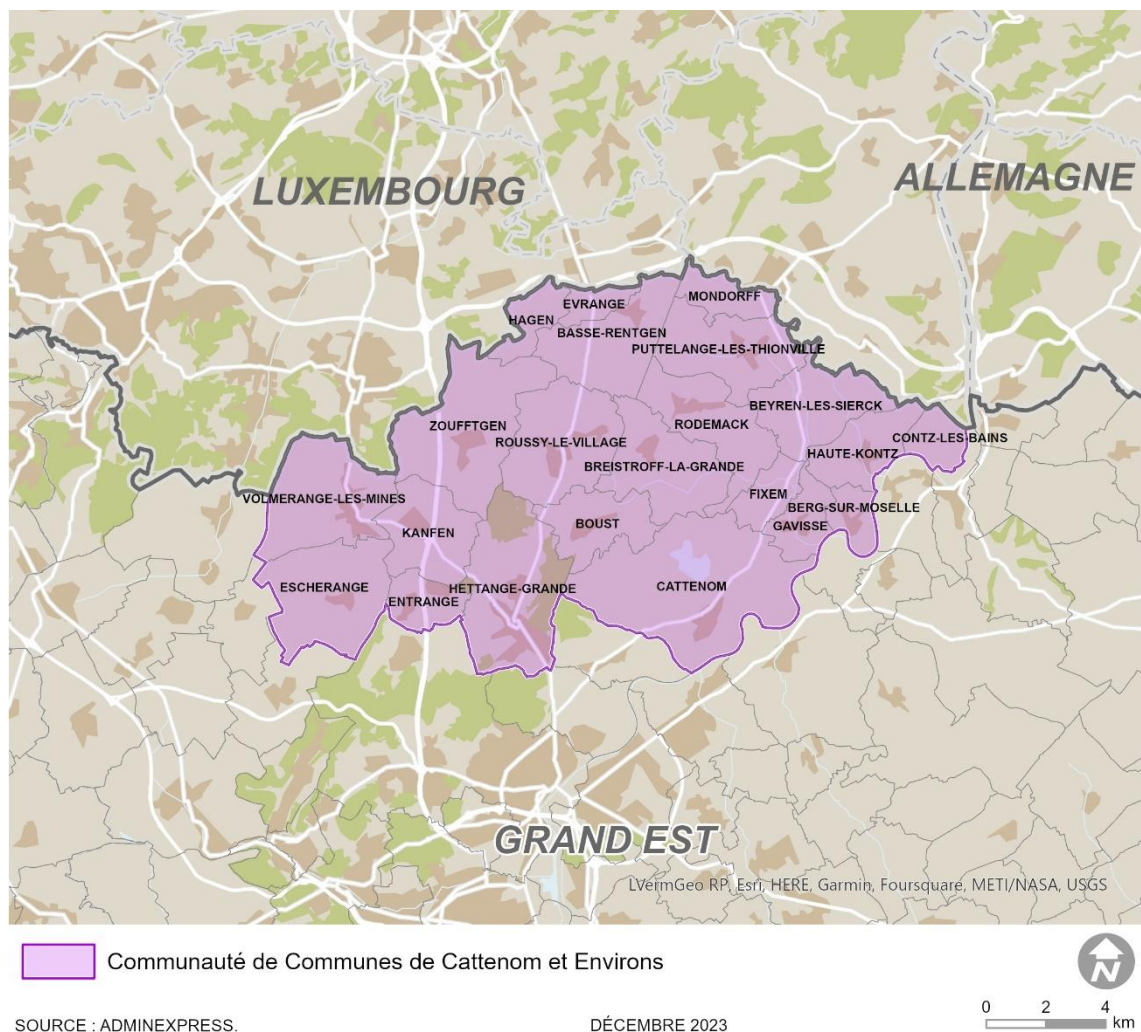 LUXEMBOURG
ALLEMAGNE
MONDORFF
EVRANGE
HAGEN
BASSE-RENTGEN
PUTTELANGE-LES-THIONVILLE
BEYREN-LES-SIERCK
ZOUFFTGEN
RODEMACK
CONTZ-LES-BAINS
ROUSSY-LE-VILLAGE
HAUTE-KONTZ
BREISTROFF-LA-GRANDE
VOLMERANGE-LES-MINES
FIXEM
BERG-SUR-MOSELLE
KANFEN
BOUST
GAVISSE
ESCHERANGE
HETTANGE-GRANDE
CATTENOM
ENTRANGE
GRAND EST
LVermGeo RP, Esri, HERE, Garmin, Foursquare, METI/NASA, USGS
Communauté de Communes de Cattenom et Environs
N
SOURCE : ADMINEXPRESS.
DÉCEMBRE 2023
0 2 4
km